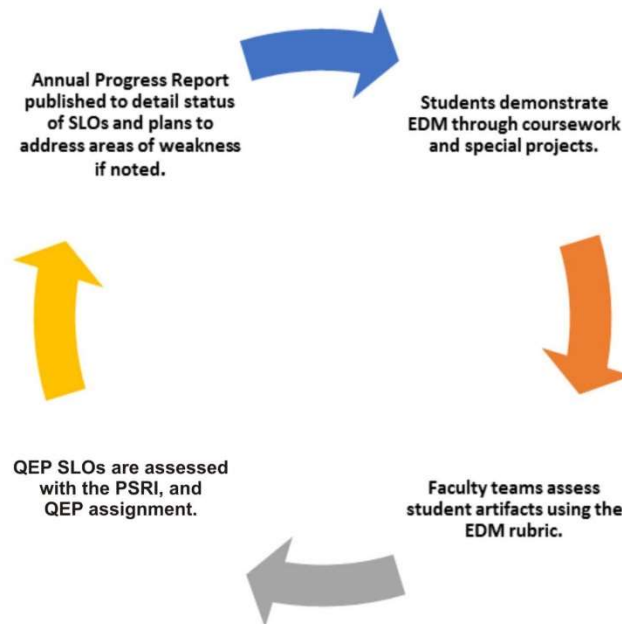 Annual Progress Report
published to detail status
of SLOs and plans to
address areas of weakness
if noted.
Students demonstrate
EDM through coursework
and special projects.
Faculty teams assess
student artifacts using the
EDM rubric.
QEP SLOs are assessed
with the PSRI, and
QEP assignment.